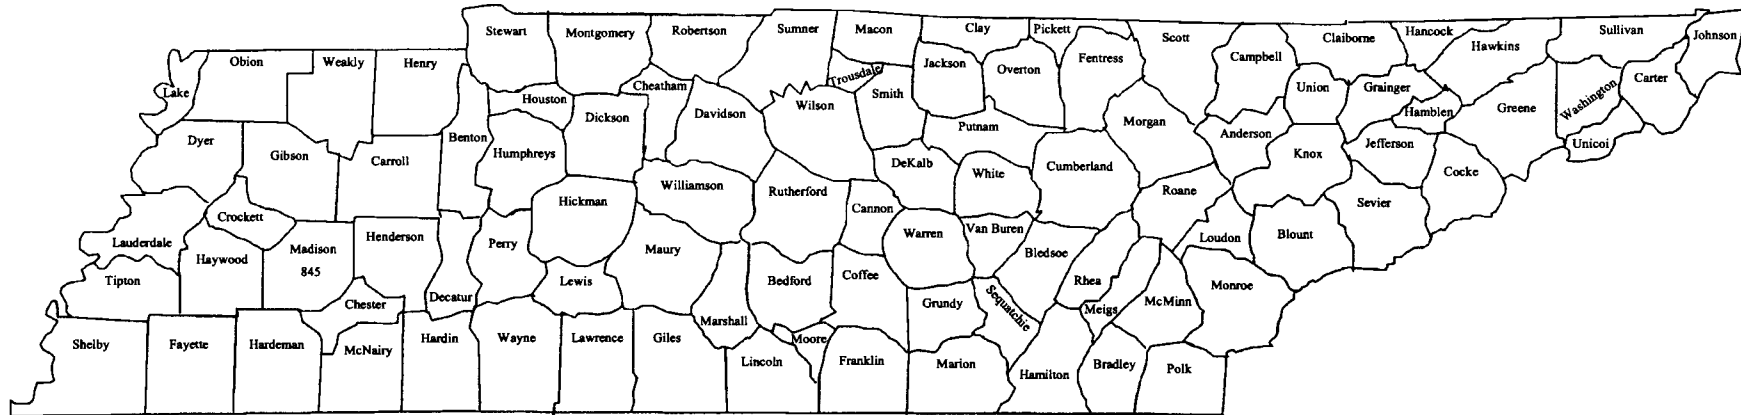 Stewart
Montgomery
Robertson
Sumner
Macon
Clay
Pickett
Scott
Claiborne
Hancock
Hawkins
Sullivan
Johnson
Obion
Weakly
Henry
Houston
Cheatham
Trousdale
Jackson
Overton
Fentress
Campbell
Union
Grainger
Carter
Lake
Dickson
Davidson
Wilson
Smith
Hamblen
Greene
Washington
Dyer
Gibson
Carroll
Benton
Humphreys
Putnam
Morgan
Anderson
Knox
Jefferson
Unicoi
Williamson
Rutherford
DeKalb
White
Cumberland
Roane
Cocke
Crockett
Hickman
Cannon
Sevier
Lauderdale
Haywood
Madison
845
Henderson
Perry
Maury
Warren
Van Buren
Bledsoe
Loudon
Blount
Tipton
Chester
Decatur
Lewis
Bedford
Coffee
Grundy
Sequatchie
Rhea
Meigs
McMinn
Monroe
Shelby
Fayette
Hardeman
McNairy
Hardin
Wayne
Lawrence
Giles
Marshall
Lincoln
Moore
Franklin
Marion
Hamilton
Bradley
Polk